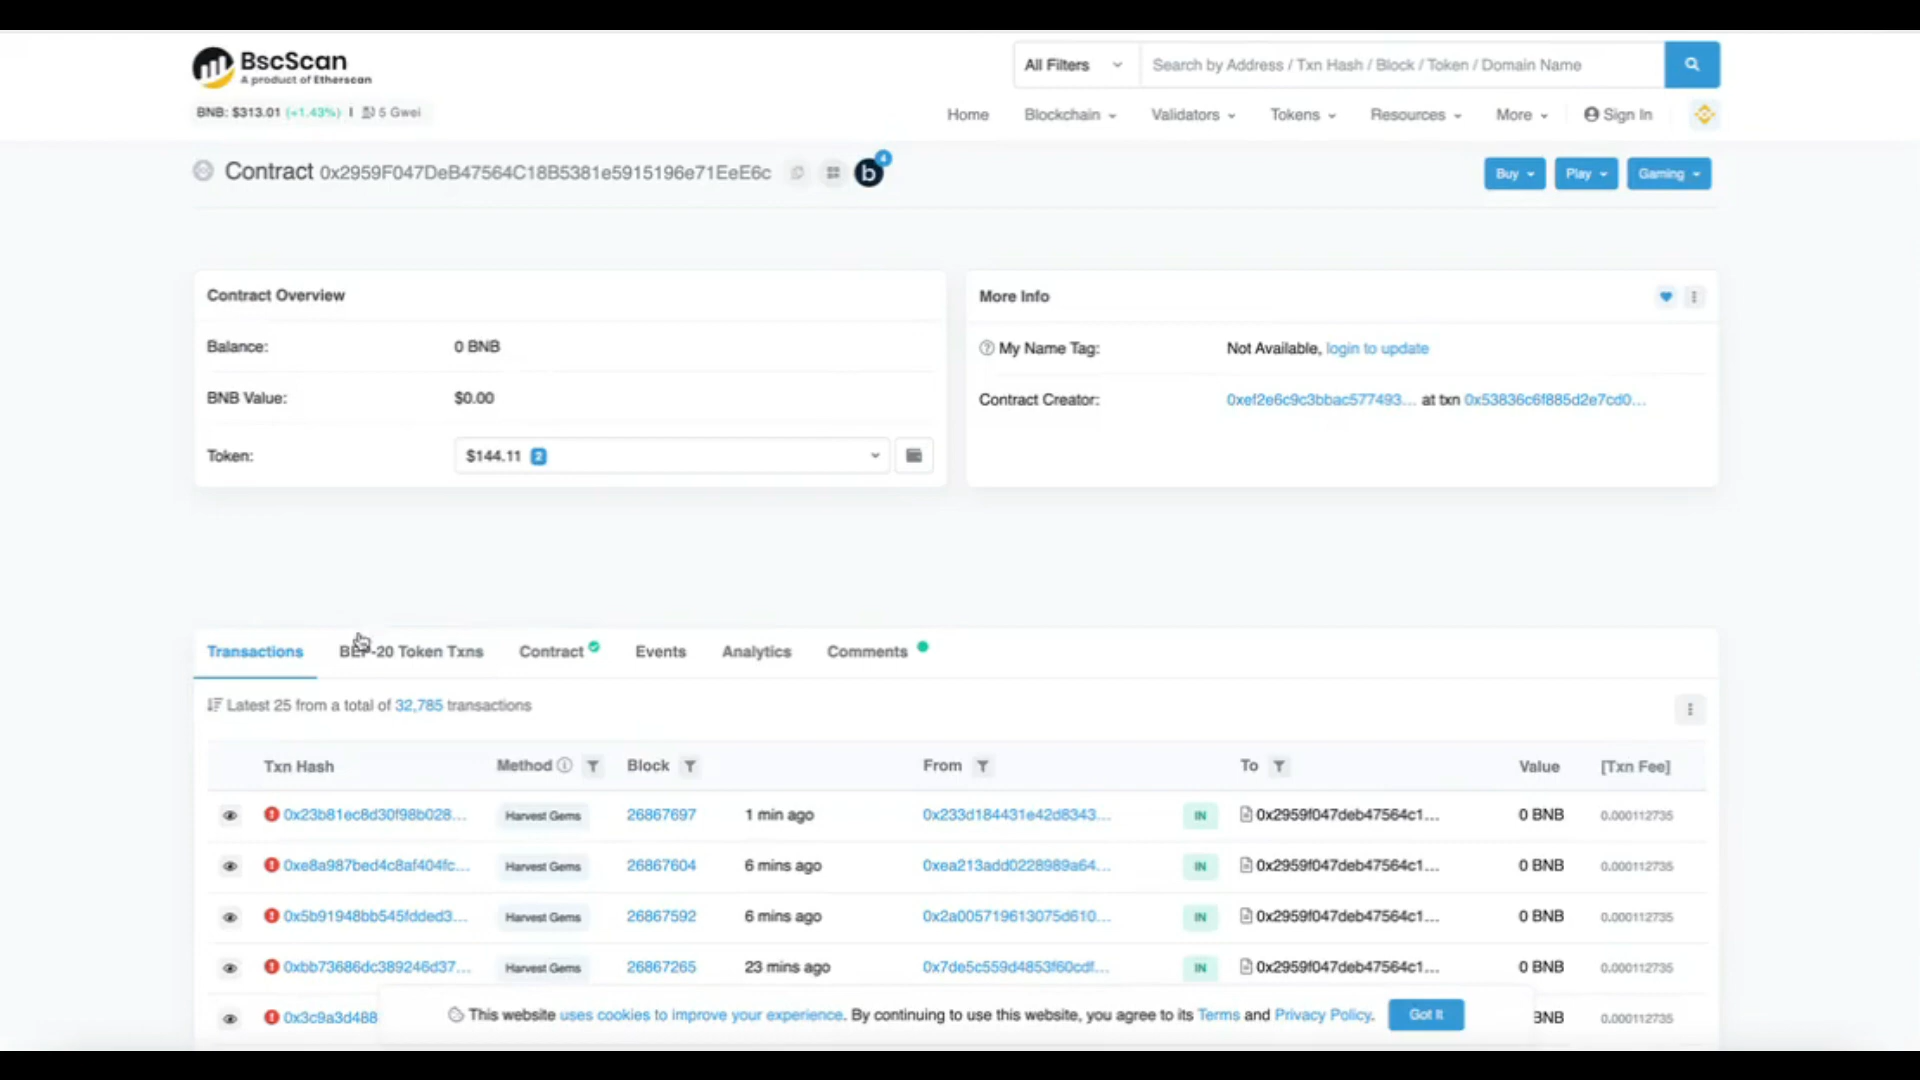 BscScan
A product of Etherscan
All Filters
Search by Address / Txn Hash / Block / Token / Domain Name
BNB: $313.01 (+1.43%) | 5 Gwei
Home Blockchain Validators Tokens Resources More Sign In
Contract 0x2959F047DeB47564C18B5381e5915196e71EeE6c b 4
Buy Play Gaming
Contract Overview
Balance: 0 BNB
BNB Value: $0.00
Token: $144.11 2
More Info
My Name Tag: Not Available, login to update
Contract Creator: 0xef2e6c9c3bbac577493... at txn 0x53836c6f885d2e7cd0...
Transactions BEP-20 Token Txns Contract Events Analytics Comments
Latest 25 from a total of 32,785 transactions
Txn Hash Method Block From To Value [Txn Fee]
0x23b81ec8d30f98b028... Harvest Gems 26867697 1 min ago 0x233d184431e42d8343... IN 0x2959f047deb47564c1... 0 BNB 0.000112735
0xe8a987bed4c8af404fc... Harvest Gems 26867604 6 mins ago 0xea213add0228989a64... IN 0x2959f047deb47564c1... 0 BNB 0.000112735
0x5b91948bb545fdded3... Harvest Gems 26867592 6 mins ago 0x2a005719613075d610... IN 0x2959f047deb47564c1... 0 BNB 0.000112735
0xbb73686dc389246d37... Harvest Gems 26867265 23 mins ago 0x7de5c559d4853f60cdf... IN 0x2959f047deb47564c1... 0 BNB 0.000112735
0x3c9a3d488 BNB 0.000112735
This website uses cookies to improve your experience. By continuing to use this website, you agree to its Terms and Privacy Policy. Got It